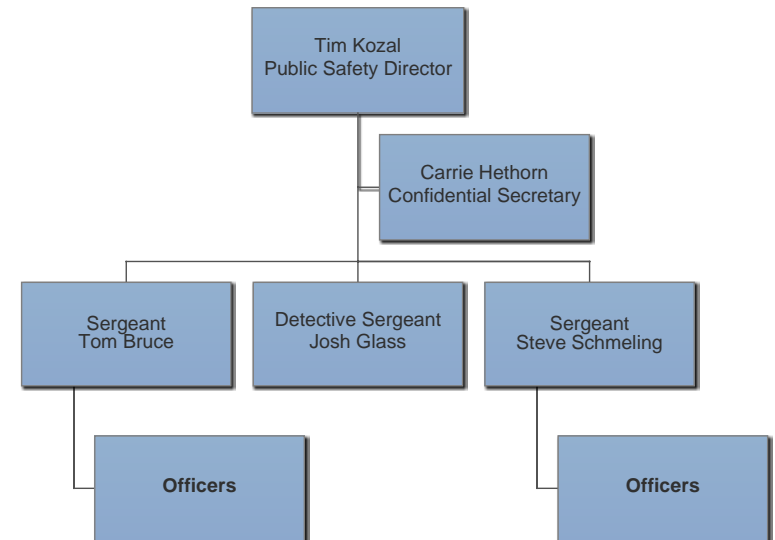 Tim Kozal
Public Safety Director
Carrie Hethorn
Confidential Secretary
Sergeant
Tom Bruce
Detective Sergeant
Josh Glass
Sergeant
Steve Schmeling
Officers
Officers